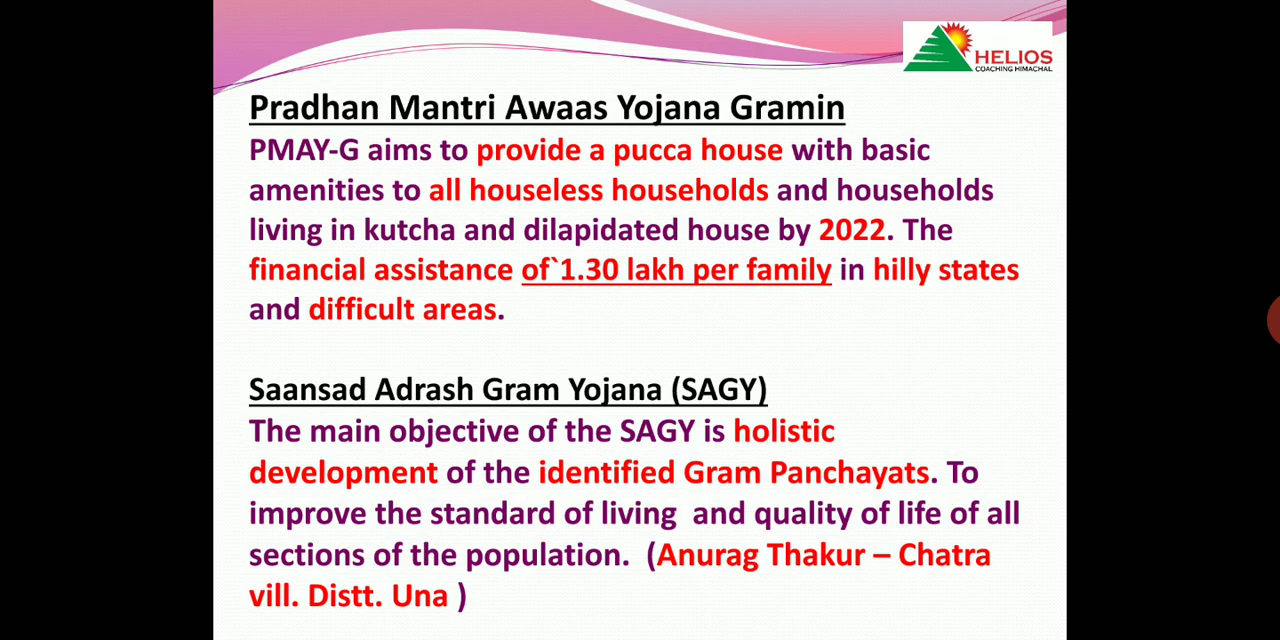 HELIOS
COACHING HIMACHAL
Pradhan Mantri Awaas Yojana Gramin
PMAY-G aims to provide a pucca house with basic
amenities to all houseless households and households
living in kutcha and dilapidated house by 2022. The
financial assistance of`1.30 lakh per family in hilly states
and difficult areas.
Saansad Adrash Gram Yojana (SAGY)
The main objective of the SAGY is holistic
development of the identified Gram Panchayats. To
improve the standard of living  and quality of life of all
sections of the population.  (Anurag Thakur – Chatra
vill. Distt. Una )